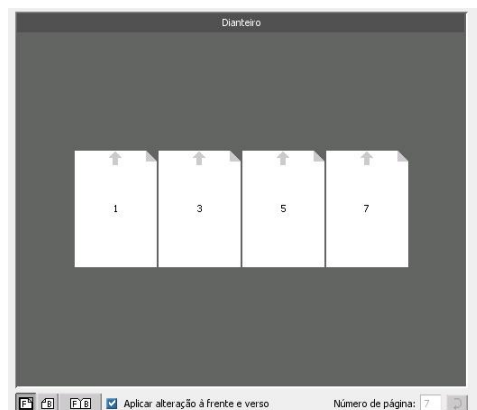 Dianteiro
1 3 5 7
F B F B Aplicar alteração à frente e verso Número de página: 7